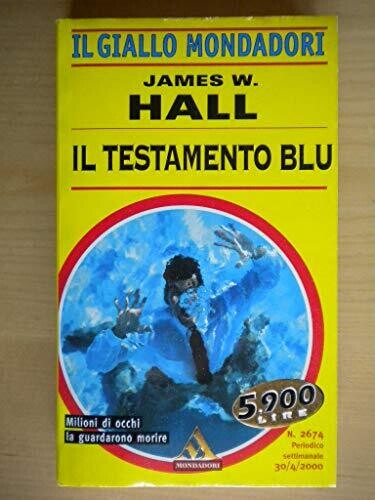 IL GIALLO MONDADORI
JAMES W.
HALL
IL TESTAMENTO BLU
Milioni di occhi
la guardarono morire
5.900
LIRE
MONDADORI
N. 2674
Periodico
settimanale
30/4/2000